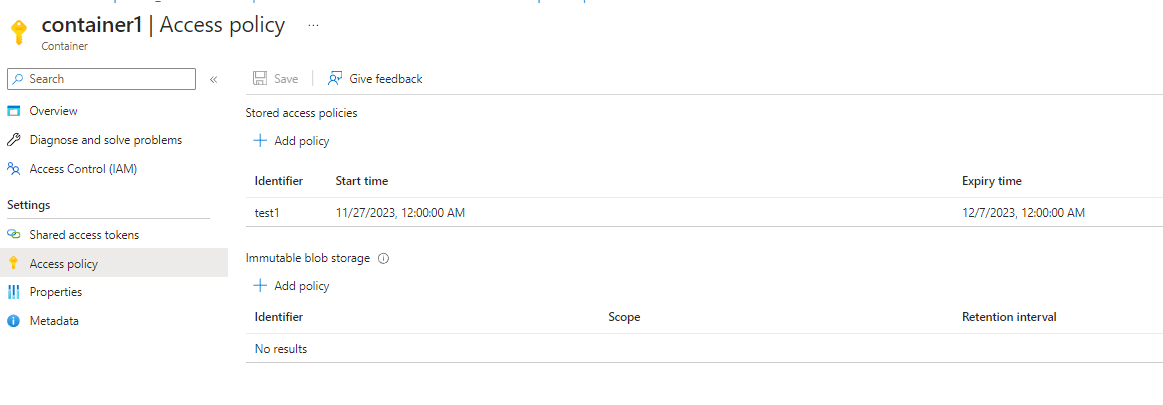 container1 | Access policy ...
Container
Search «
Save Give feedback
Overview
Diagnose and solve problems
Access Control (IAM)
Settings
Shared access tokens
Access policy
Properties
Metadata
Stored access policies
+ Add policy
Identifier Start time Expiry time
test1 11/27/2023, 12:00:00 AM 12/7/2023, 12:00:00 AM
Immutable blob storage
+ Add policy
Identifier Scope Retention interval
No results